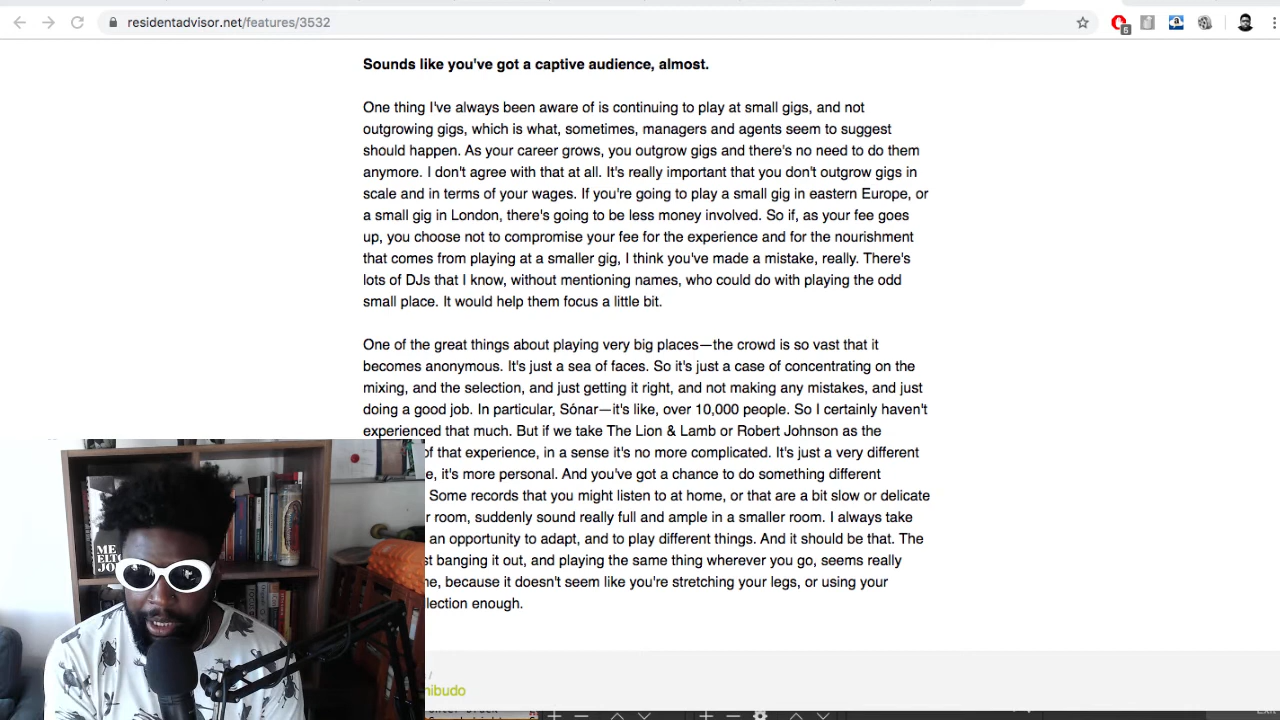 residentadvisor.net/features/3532
5
Sounds like you've got a captive audience, almost.
One thing I've always been aware of is continuing to play at small gigs, and not
outgrowing gigs, which is what, sometimes, managers and agents seem to suggest
should happen. As your career grows, you outgrow gigs and there's no need to do them
anymore. I don't agree with that at all. It's really important that you don't outgrow gigs in
scale and in terms of your wages. If you're going to play a small gig in eastern Europe, or
a small gig in London, there's going to be less money involved. So if, as your fee goes
up, you choose not to compromise your fee for the experience and for the nourishment
that comes from playing at a smaller gig, I think you've made a mistake, really. There's
lots of DJs that I know, without mentioning names, who could do with playing the odd
small place. It would help them focus a little bit.
One of the great things about playing very big places—the crowd is so vast that it
becomes anonymous. It's just a sea of faces. So it's just a case of concentrating on the
mixing, and the selection, and just getting it right, and not making any mistakes, and just
doing a good job. In particular, Sónar—it's like, over 10,000 people. So I certainly haven't
experienced that much. But if we take The Lion & Lamb or Robert Johnson as the
of that experience, in a sense it's no more complicated. It's just a very different
e, it's more personal. And you've got a chance to do something different
Some records that you might listen to at home, or that are a bit slow or delicate
r room, suddenly sound really full and ample in a smaller room. I always take
an opportunity to adapt, and to play different things. And it should be that. The
t banging it out, and playing the same thing wherever you go, seems really
ne, because it doesn't seem like you're stretching your legs, or using your
lection enough.
ME
ELTO
JO
/
hibudo